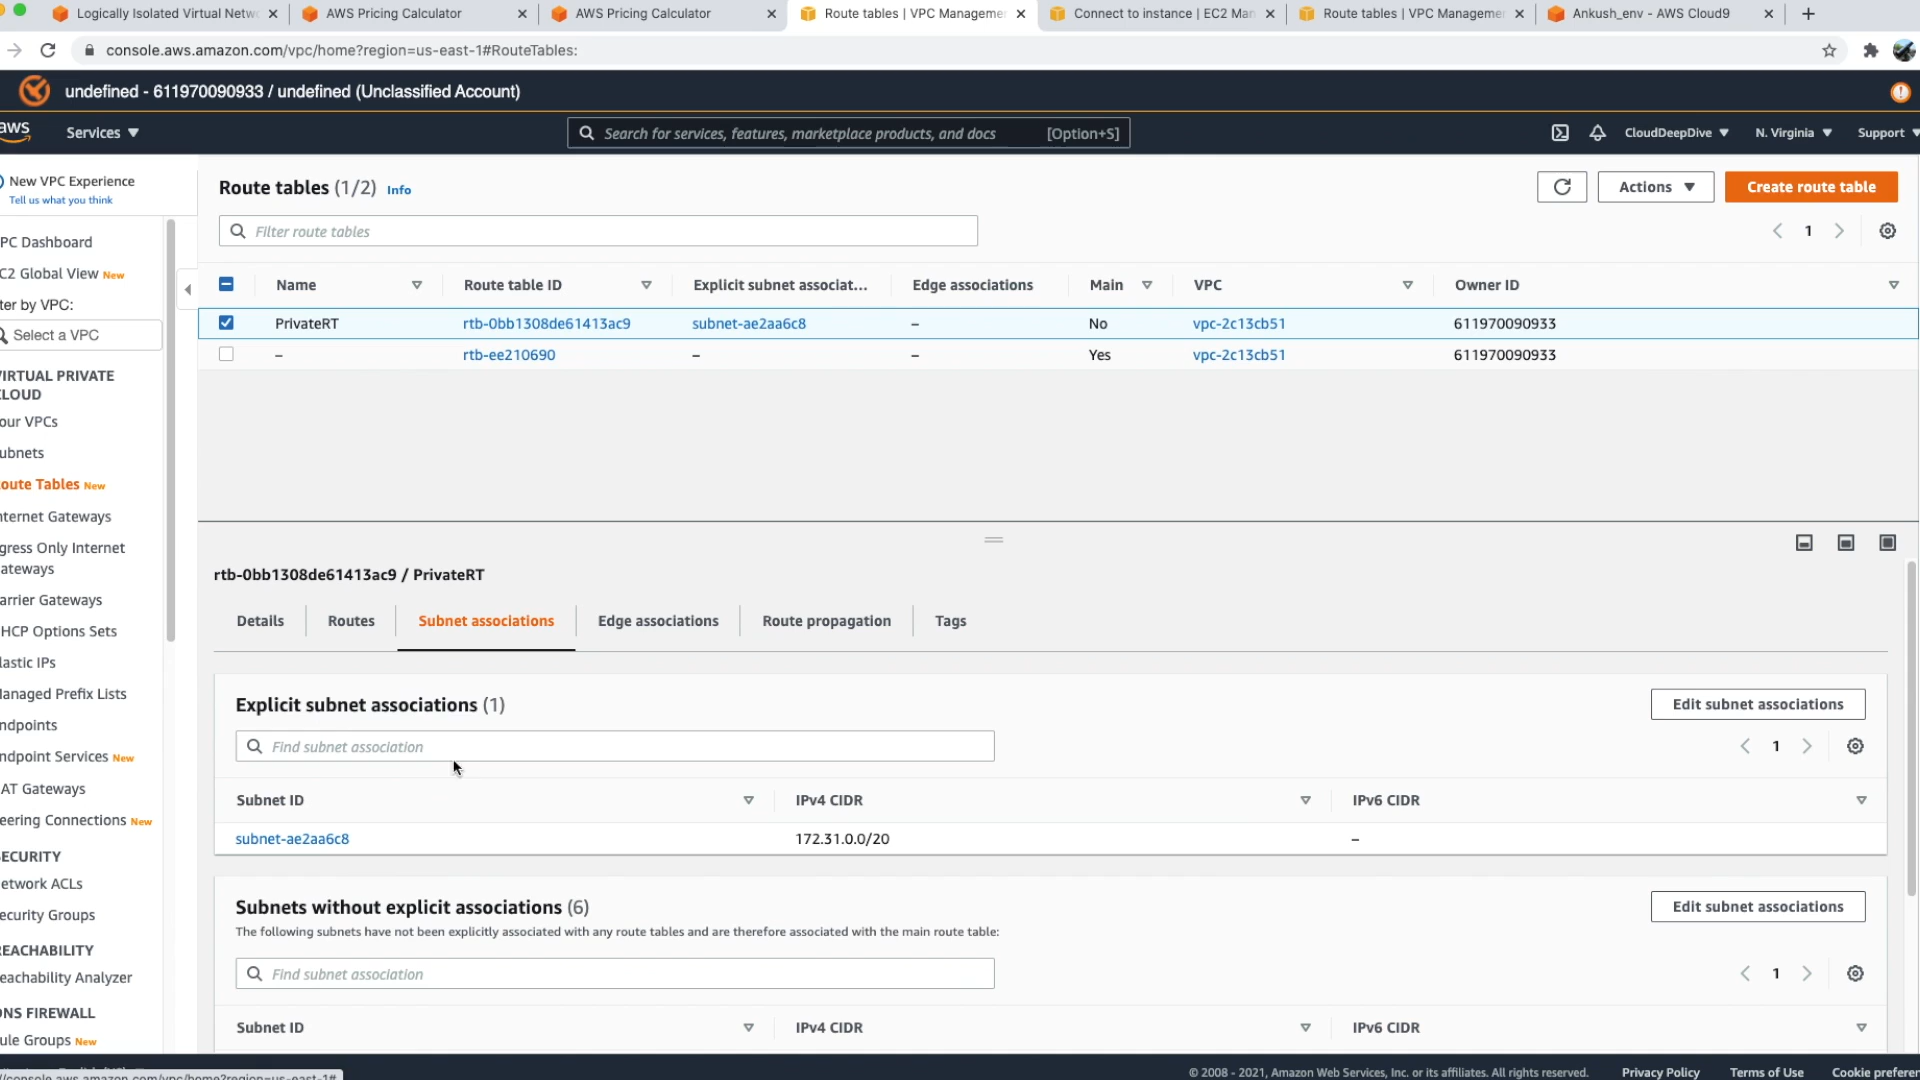 Logically Isolated Virtual Netw
AWS Pricing Calculator
AWS Pricing Calculator
Route tables | VPC Manageme
Connect to instance | EC2 Man
Route tables | VPC Managemer
Ankush_env - AWS Cloud9
console.aws.amazon.com/vpc/home?region=us-east-1#RouteTables:
undefined - 611970090933 / undefined (Unclassified Account)
aws
Services
Search for services, features, marketplace products, and docs
[Option+S]
CloudDeepDive
N. Virginia
Support
New VPC Experience
Tell us what you think
PC Dashboard
C2 Global View New
ter by VPC:
Select a VPC
IRTUAL PRIVATE
LOUD
our VPCs
ubnets
oute Tables New
nternet Gateways
gress Only Internet
ateways
arrier Gateways
HCP Options Sets
lastic IPs
anaged Prefix Lists
ndpoints
ndpoint Services New
AT Gateways
eering Connections New
ECURITY
etwork ACLs
ecurity Groups
EACHABILITY
eachability Analyzer
NS FIREWALL
ule Groups New
Route tables (1/2) Info
Actions
Create route table
Filter route tables
1
Name Route table ID Explicit subnet associat... Edge associations Main VPC Owner ID
PrivateRT rtb-0bb1308de61413ac9 subnet-ae2aa6c8 – No vpc-2c13cb51 611970090933
– rtb-ee210690 – – Yes vpc-2c13cb51 611970090933
rtb-0bb1308de61413ac9 / PrivateRT
Details Routes Subnet associations Edge associations Route propagation Tags
Explicit subnet associations (1)
Edit subnet associations
Find subnet association
1
Subnet ID IPv4 CIDR IPv6 CIDR
subnet-ae2aa6c8 172.31.0.0/20 –
Subnets without explicit associations (6)
Edit subnet associations
The following subnets have not been explicitly associated with any route tables and are therefore associated with the main route table:
Find subnet association
1
Subnet ID IPv4 CIDR IPv6 CIDR
//console.aws.amazon.com/vpc/home?region=us-east-1#
© 2008 - 2021, Amazon Web Services, Inc. or its affiliates. All rights reserved.
Privacy Policy
Terms of Use
Cookie preferer